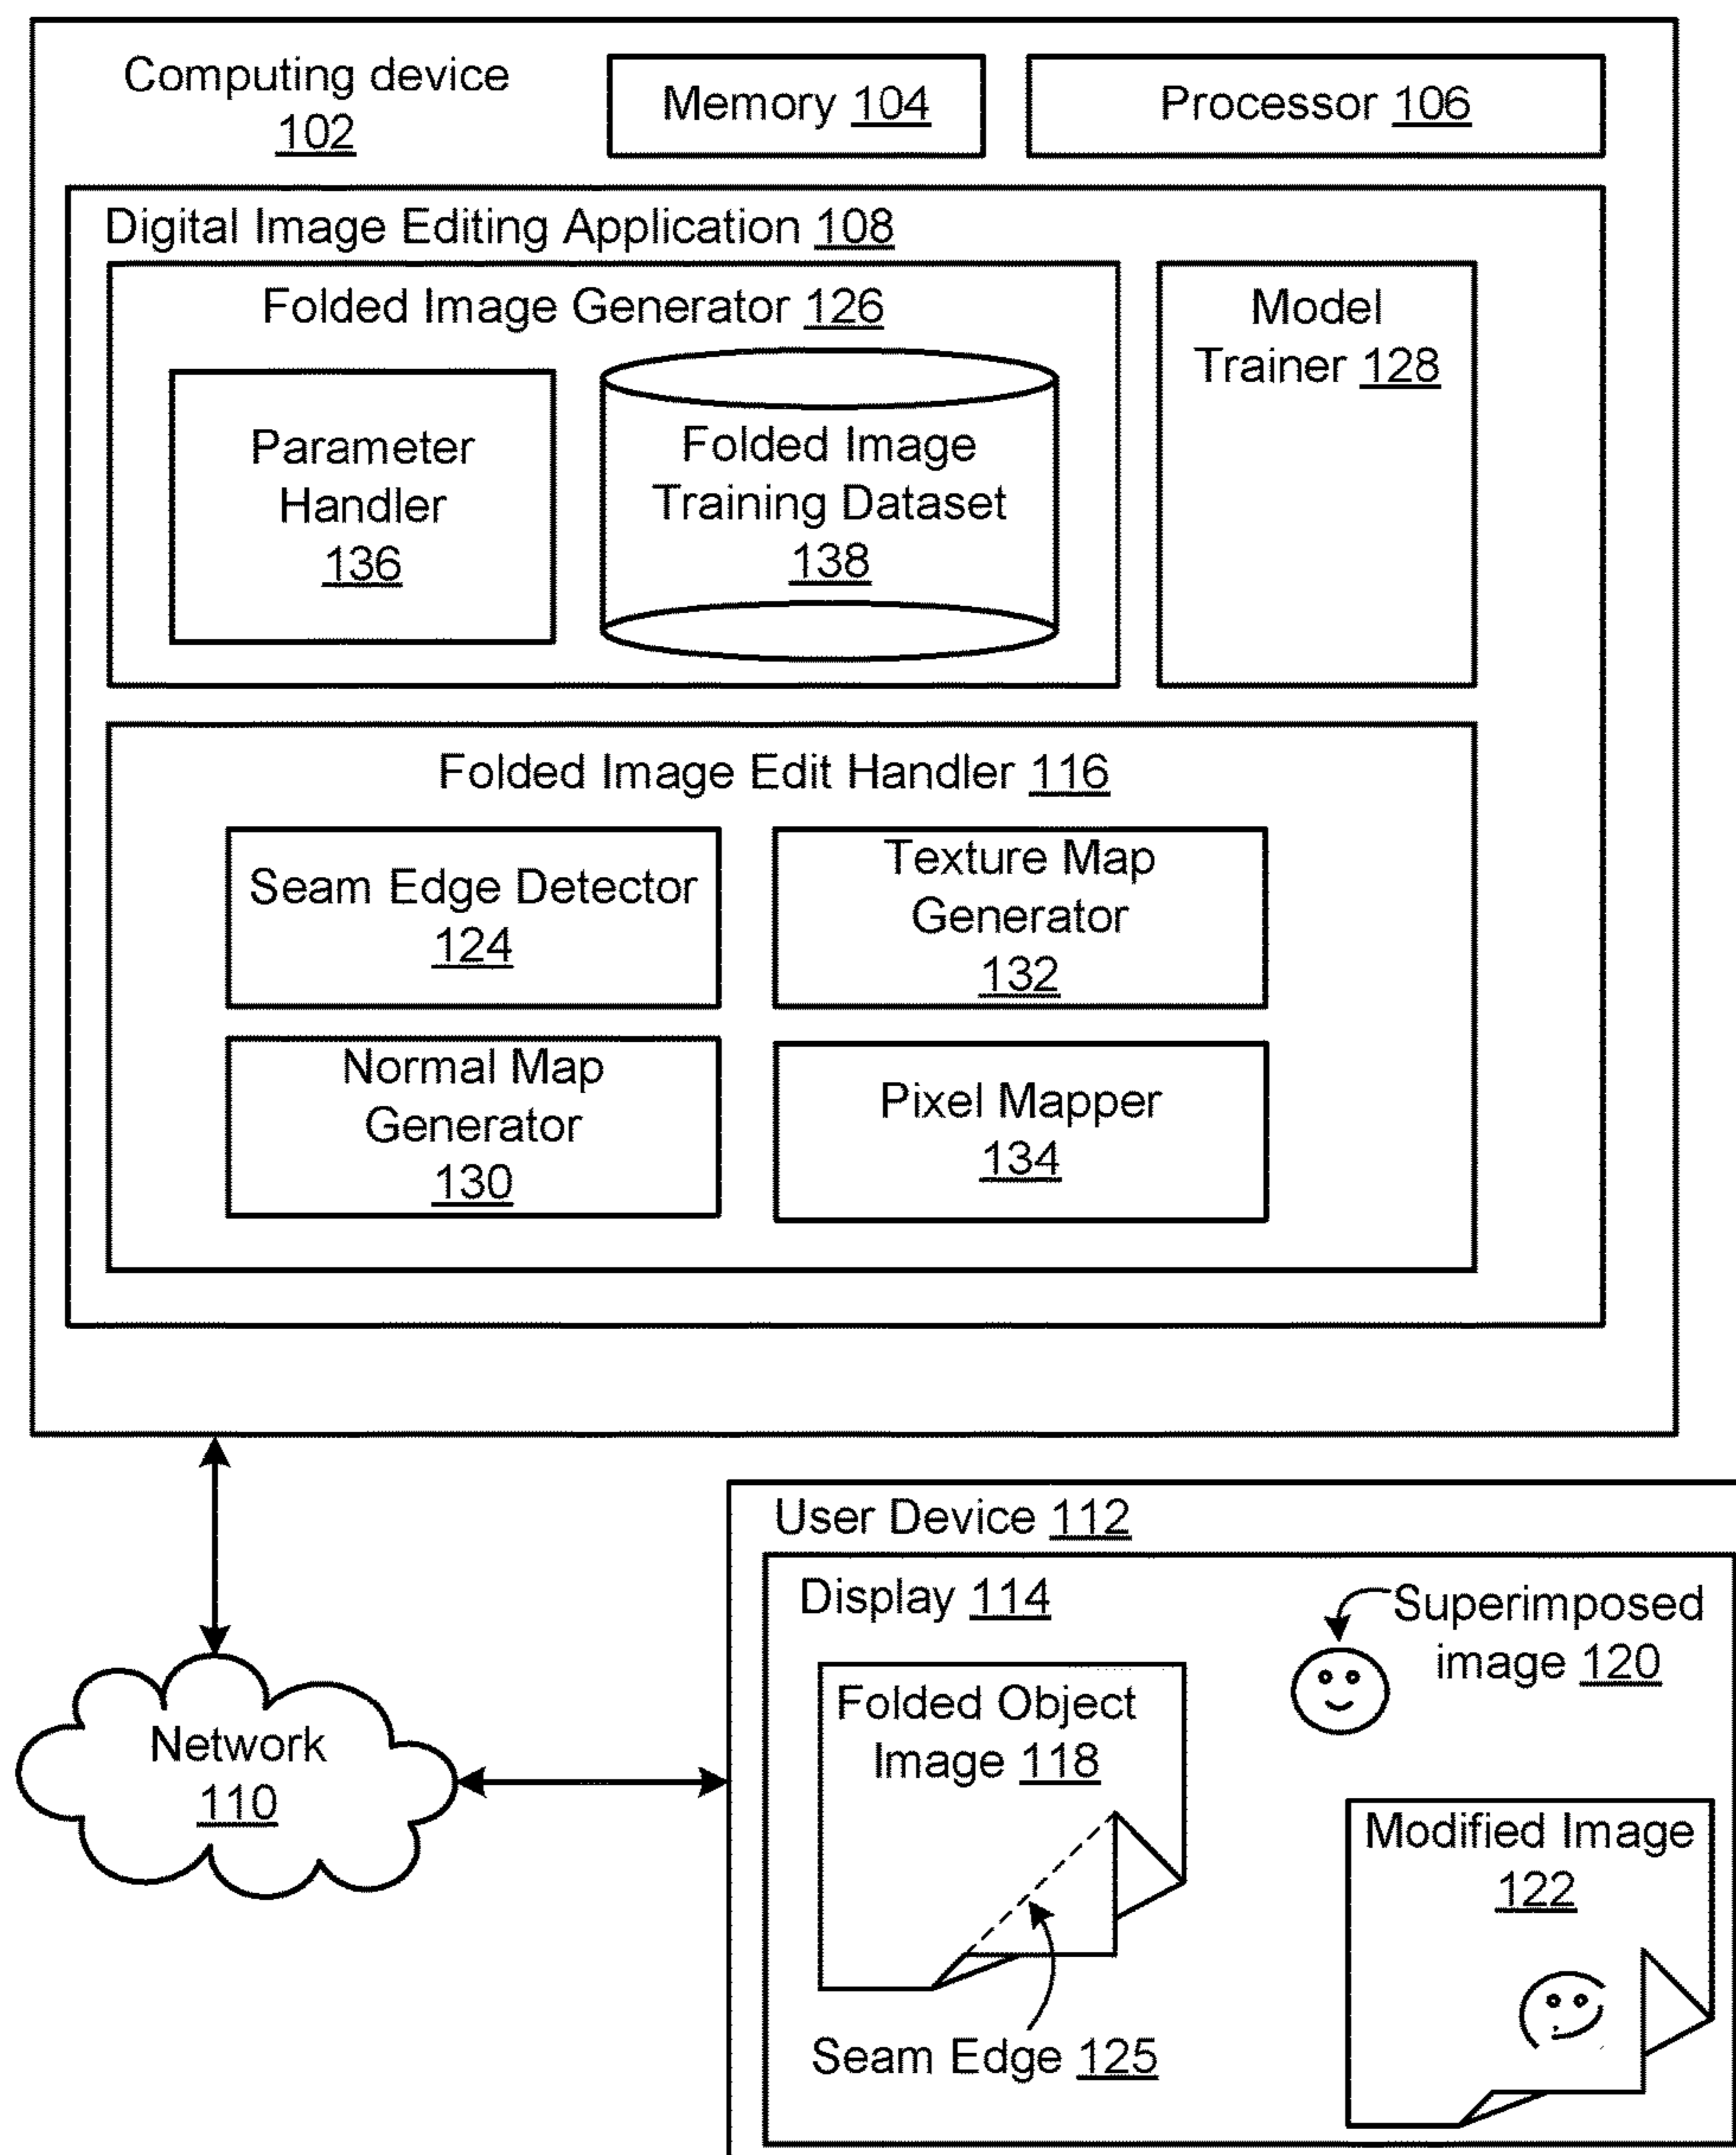 Computing device
102
Memory 104
Processor 106
Digital Image Editing Application 108
Folded Image Generator 126
Parameter
Handler
136
Folded Image
Training Dataset
138
Model
Trainer 128
Folded Image Edit Handler 116
Seam Edge Detector
124
Texture Map
Generator
132
Normal Map
Generator
130
Pixel Mapper
134
Network
110
User Device 112
Display 114
Superimposed
image 120
Folded Object
Image 118
Seam Edge 125
Modified Image
122